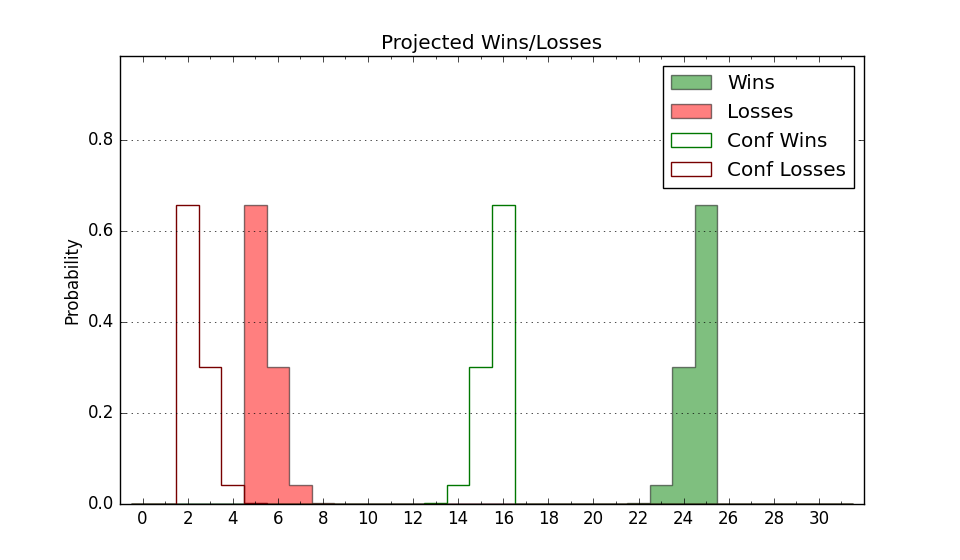 Projected Wins/Losses
Wins
Losses
Conf Wins
Conf Losses
Probability
0.8
0.6
0.4
0.2
0.0
0 2 4 6 8 10 12 14 16 18 20 22 24 26 28 30